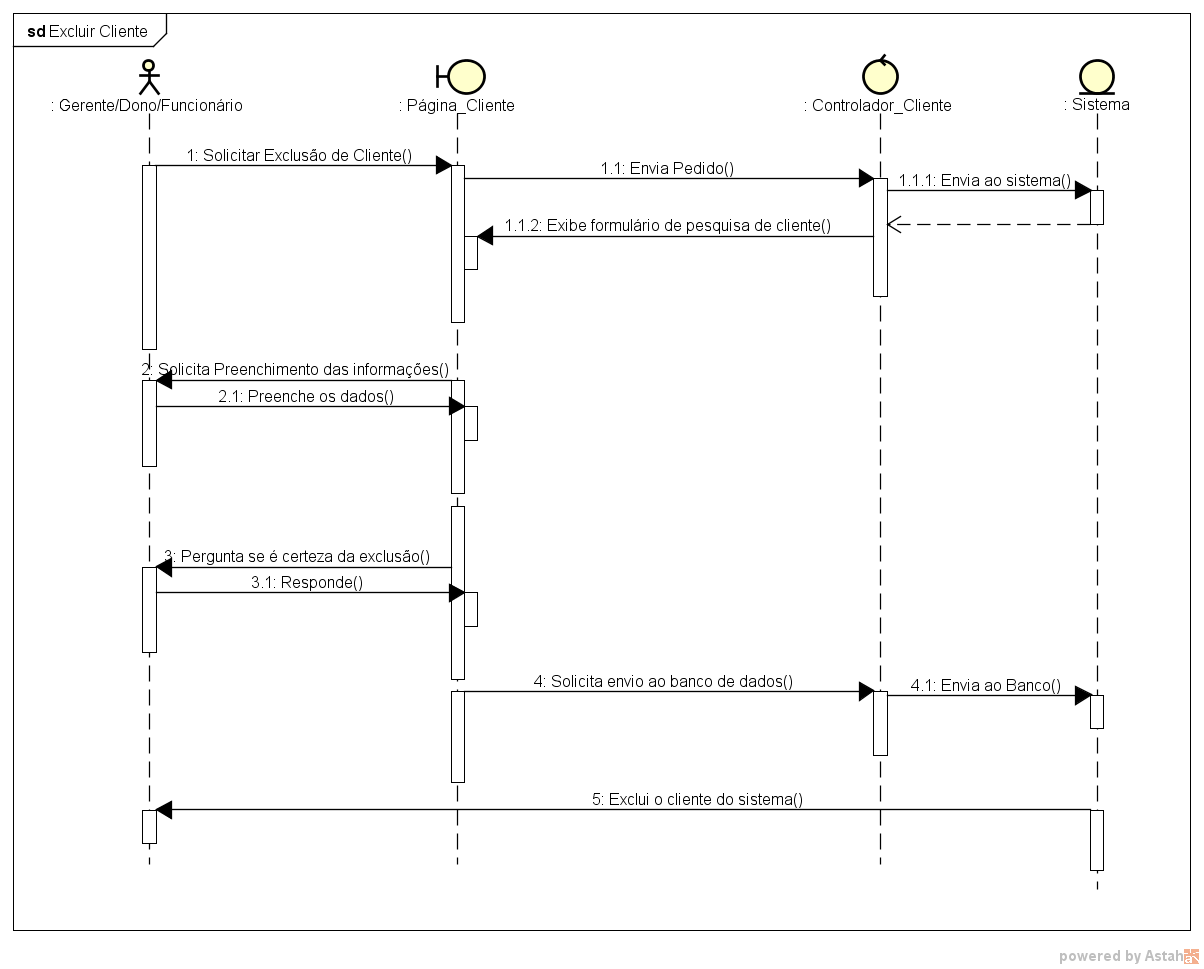 sd Excluir Cliente
: Gerente/Dono/Funcionário
: Página_Cliente
: Controlador_Cliente
: Sistema
1: Solicitar Exclusão de Cliente()
1.1: Envia Pedido()
1.1.1: Envia ao sistema()
1.1.2: Exibe formulário de pesquisa de cliente()
2: Solicita Preenchimento das informações()
2.1: Preenche os dados()
3: Pergunta se é certeza da exclusão()
3.1: Responde()
4: Solicita envio ao banco de dados()
4.1: Envia ao Banco()
5: Exclui o cliente do sistema()
powered by Astah